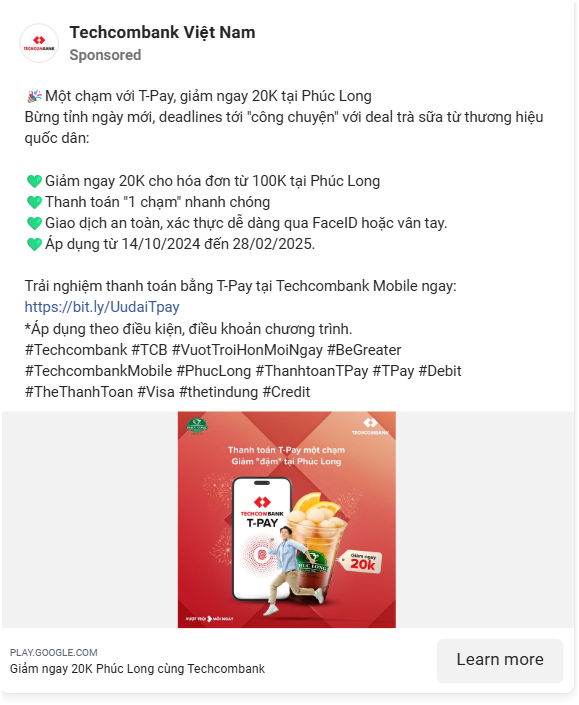 TECHCOMBANK
Techcombank Việt Nam
Sponsored
🎉 Một chạm với T-Pay, giảm ngay 20K tại Phúc Long
Bừng tỉnh ngày mới, deadlines tới "công chuyện" với deal trà sữa từ thương hiệu
quốc dân:
💚 Giảm ngay 20K cho hóa đơn từ 100K tại Phúc Long
💚 Thanh toán "1 chạm" nhanh chóng
💚 Giao dịch an toàn, xác thực dễ dàng qua FaceID hoặc vân tay.
💚 Áp dụng từ 14/10/2024 đến 28/02/2025.
Trải nghiệm thanh toán bằng T-Pay tại Techcombank Mobile ngay:
https://bit.ly/UudaiTpay
*Áp dụng theo điều kiện, điều khoản chương trình.
#Techcombank #TCB #VuotTroiHonMoiNgay #BeGreater
#TechcombankMobile #PhucLong #ThanhtoanTPay #TPay #Debit
#TheThanhToan #Visa #thetindung #Credit
PHUC LONG
TECHCOMBANK
Thanh toán T-Pay một chạm
Giảm "đậm" tại Phúc Long
TECHCOMBANK
T-PAY
PHUC LONG
Giảm ngay
20k
VƯỢT TRỘI MỖI NGÀY
PLAY.GOOGLE.COM
Giảm ngay 20K Phúc Long cùng Techcombank
Learn more